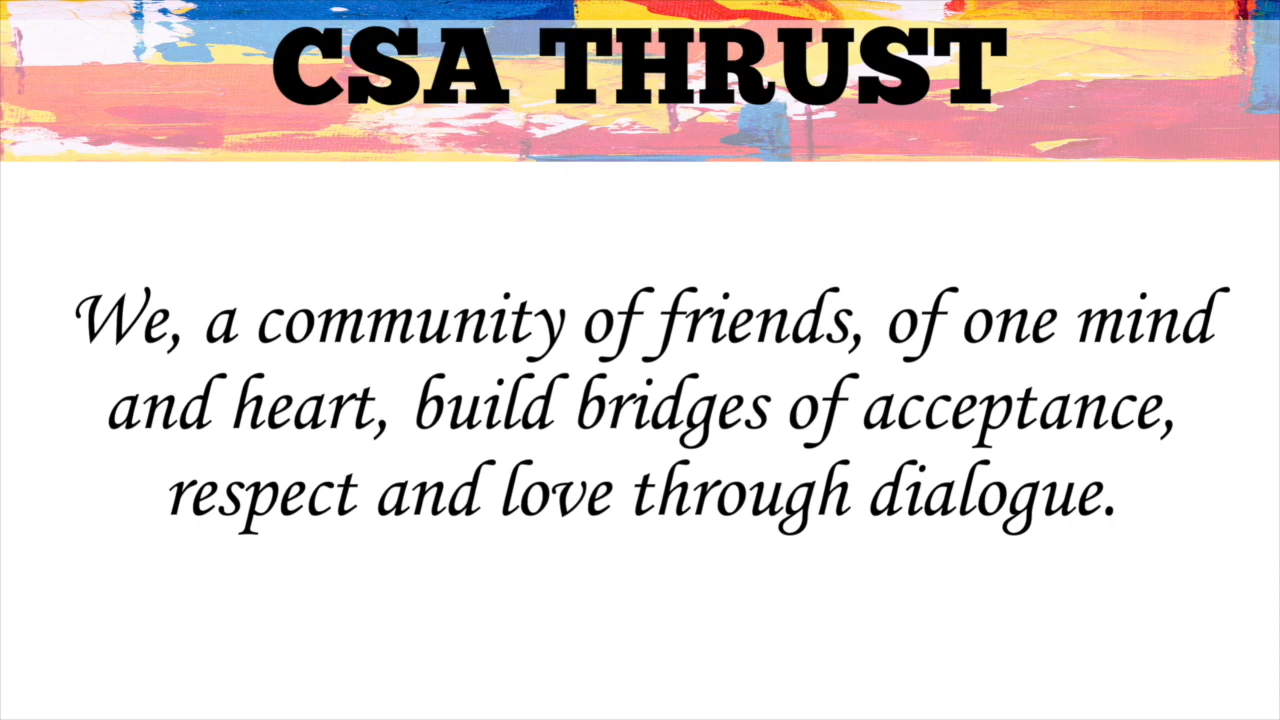 CSA THRUST
We, a community of friends, of one mind
and heart, build bridges of acceptance,
respect and love through dialogue.